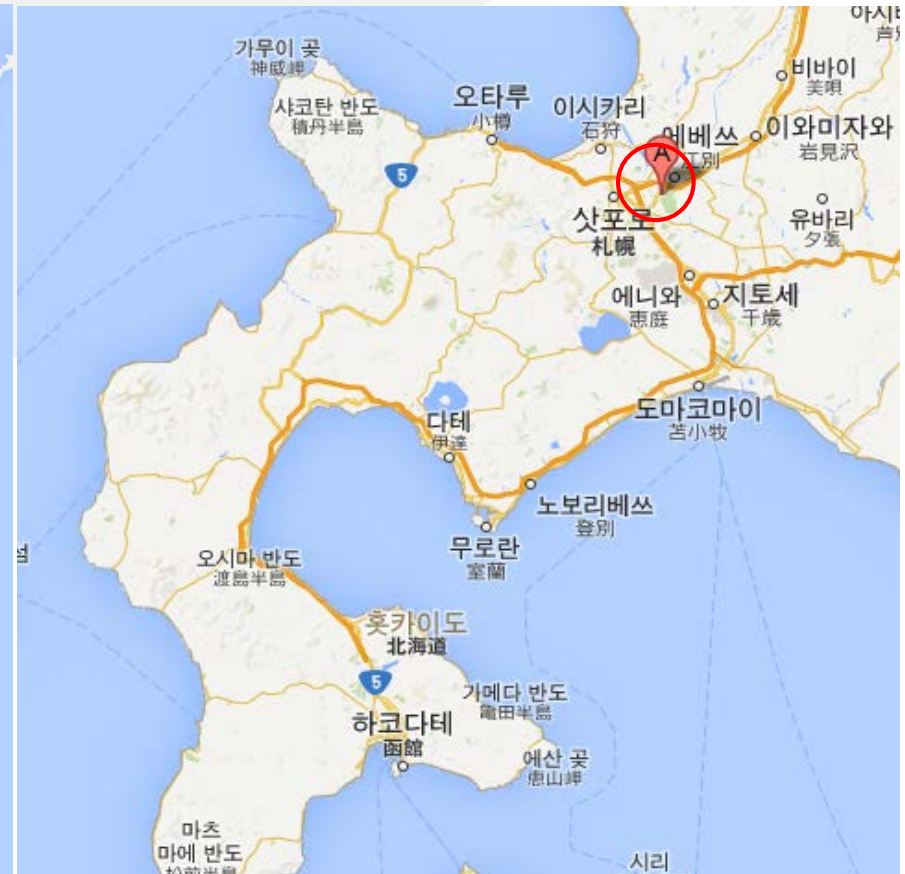 가무이 곶
神威岬
샤코탄 반도
積丹半島
오타루
小樽
이시카리
石狩
에베쓰
江別
A
비바이
美唄
이와미자와
岩見沢
5
삿포로
札幌
유바리
夕張
에니와
恵庭
지토세
千歳
다테
伊達
도마코마이
苫小牧
노보리베쓰
登別
무로란
室蘭
섬
오시마 반도
渡島半島
홋카이도
北海道
5
가메다 반도
亀田半島
하코다테
函館
에산 곶
恵山岬
마츠
마에 반도
松前半島
시리